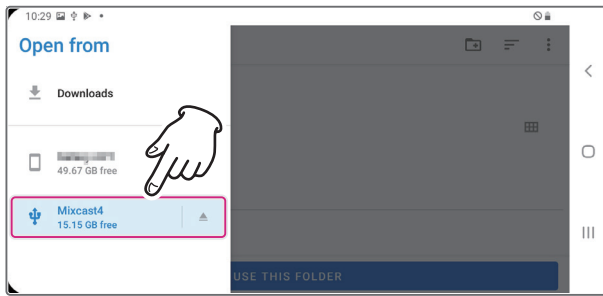 10:29
Open from
Downloads
49.67 GB free
Mixcast4
15.15 GB free
USE THIS FOLDER